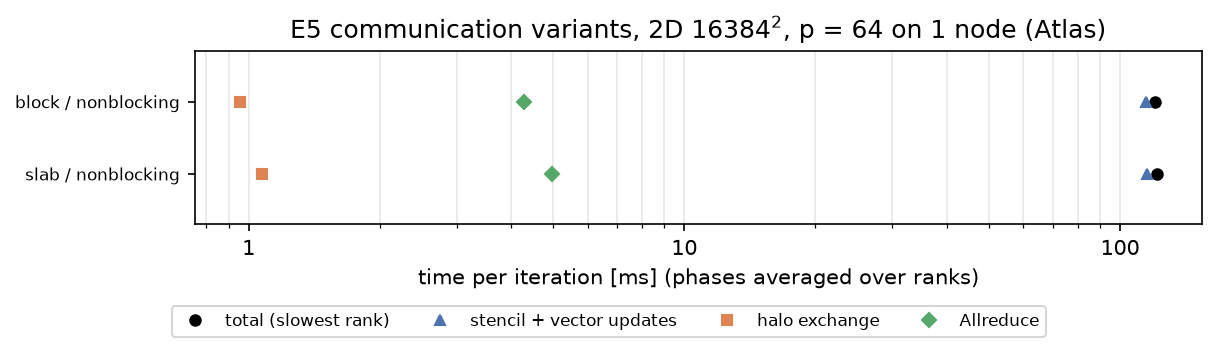 E5 communication variants, 2D 16384², p = 64 on 1 node (Atlas)
block / nonblocking
slab / nonblocking
1 10 100
time per iteration [ms] (phases averaged over ranks)
total (slowest rank) stencil + vector updates halo exchange Allreduce